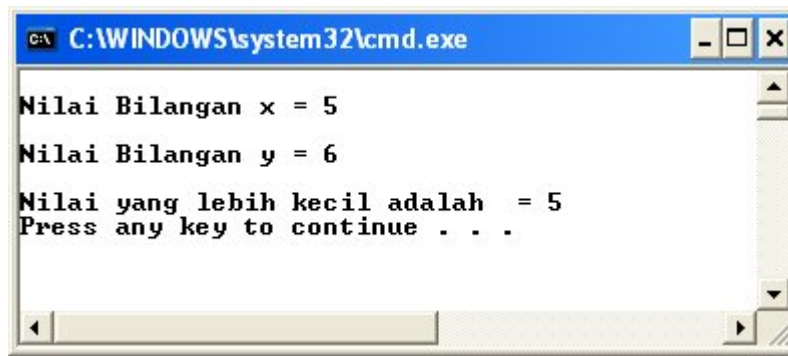 C:\WINDOWS\system32\cmd.exe
Nilai Bilangan x = 5
Nilai Bilangan y = 6
Nilai yang lebih kecil adalah  = 5
Press any key to continue . . .